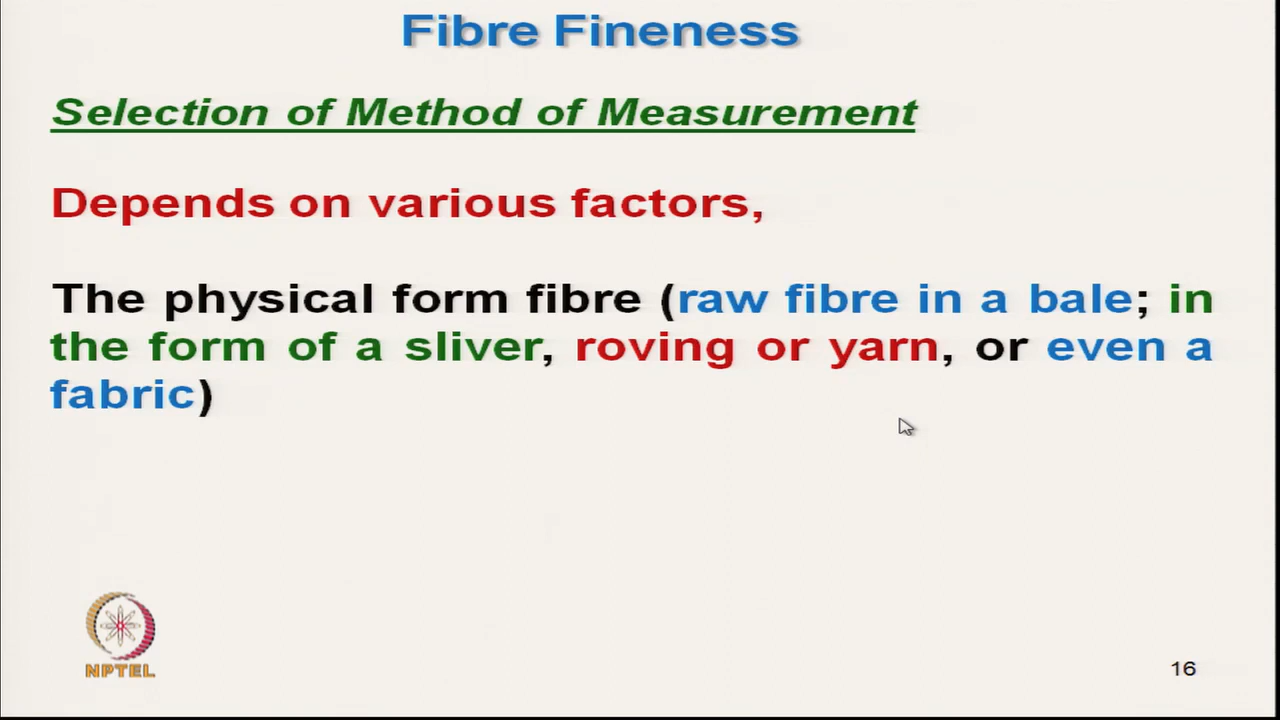 Fibre Fineness
Selection of Method of Measurement
Depends on various factors,
The physical form fibre (raw fibre in a bale; in
the form of a sliver, roving or yarn, or even a
fabric)
NPTEL
16